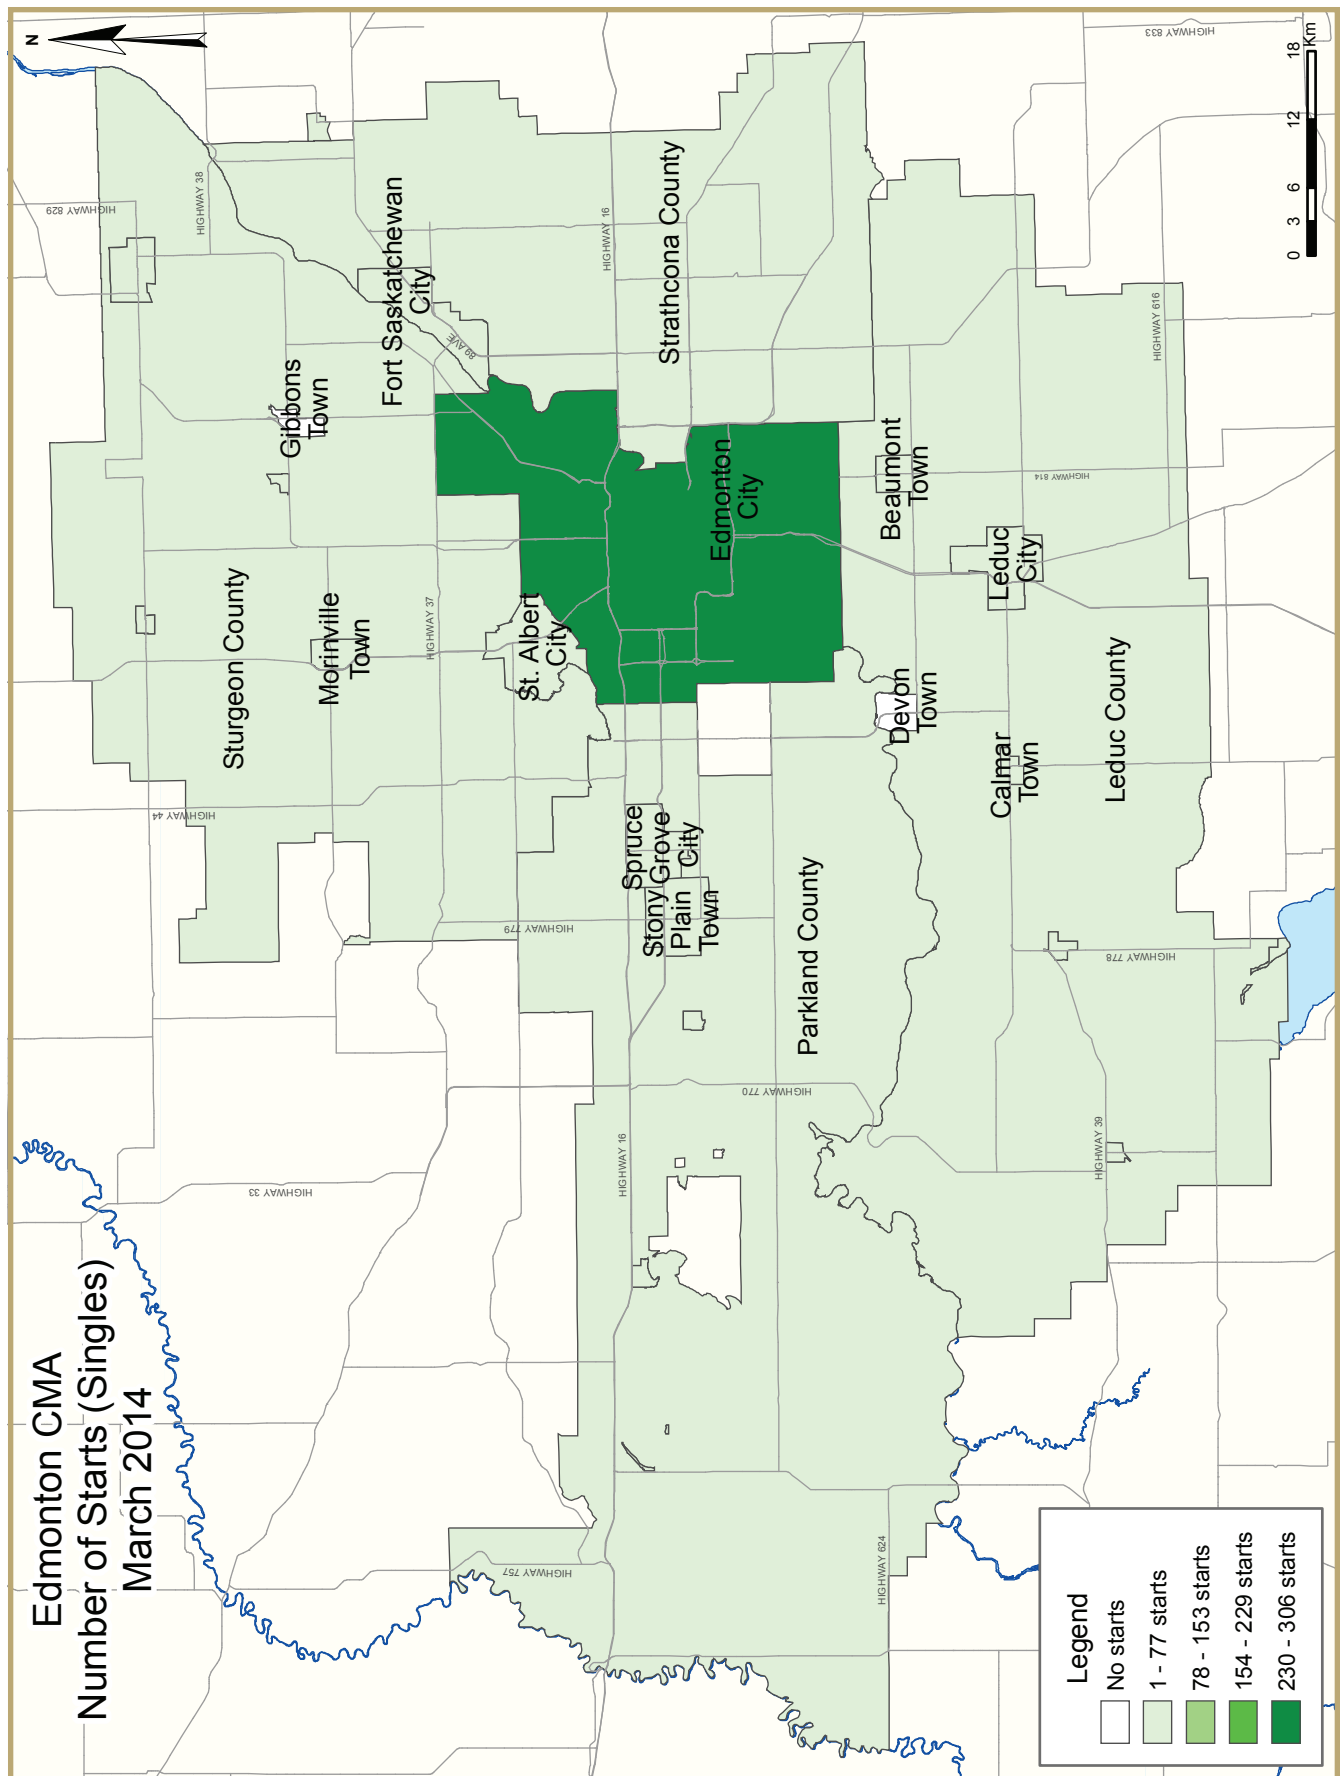 Edmonton CMA
Number of Starts (Singles)
March 2014
N
HIGHWAY 829
HIGHWAY 38
HIGHWAY 44
HIGHWAY 33
Gibbons
Town
Sturgeon County
Morinville
Town
Fort Saskatchewan
City
HIGHWAY 37
89 AVE
St. Albert
City
HIGHWAY 779
HIGHWAY 757
HIGHWAY 16
HIGHWAY 16
Strathcona County
Edmonton
City
Spruce
Grove
City
Stony
Plain
Town
HIGHWAY 770
Parkland County
HIGHWAY 624
Beaumont
Town
Devon
Town
Leduc
City
Calmar
Town
HIGHWAY 814
Leduc County
HIGHWAY 39
HIGHWAY 778
HIGHWAY 616
HIGHWAY 833
0 3 6 12 18
Km
Legend
No starts
1 - 77 starts
78 - 153 starts
154 - 229 starts
230 - 306 starts